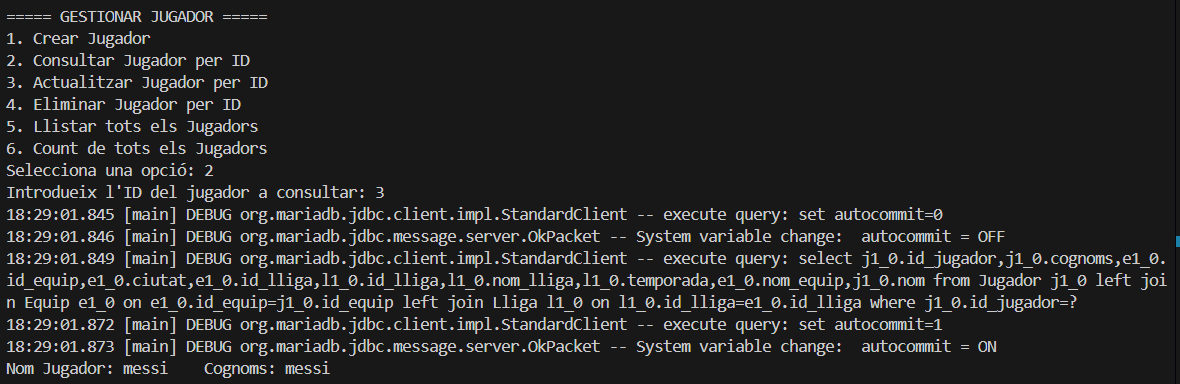 ===== GESTIONAR JUGADOR =====
1. Crear Jugador
2. Consultar Jugador per ID
3. Actualitzar Jugador per ID
4. Eliminar Jugador per ID
5. Llistar tots els Jugadors
6. Count de tots els Jugadors
Selecciona una opció: 2
Introdueix l'ID del jugador a consultar: 3
18:29:01.845 [main] DEBUG org.mariadb.jdbc.client.impl.StandardClient -- execute query: set autocommit=0
18:29:01.846 [main] DEBUG org.mariadb.jdbc.message.server.OkPacket -- System variable change:  autocommit = OFF
18:29:01.849 [main] DEBUG org.mariadb.jdbc.client.impl.StandardClient -- execute query: select j1_0.id_jugador,j1_0.cognoms,e1_0.
id_equip,e1_0.ciutat,e1_0.id_lliga,l1_0.id_lliga,l1_0.nom_lliga,l1_0.temporada,e1_0.nom_equip,j1_0.nom from Jugador j1_0 left joi
n Equip e1_0 on e1_0.id_equip=j1_0.id_equip left join Lliga l1_0 on l1_0.id_lliga=e1_0.id_lliga where j1_0.id_jugador=?
18:29:01.872 [main] DEBUG org.mariadb.jdbc.client.impl.StandardClient -- execute query: set autocommit=1
18:29:01.873 [main] DEBUG org.mariadb.jdbc.message.server.OkPacket -- System variable change:  autocommit = ON
Nom Jugador: messi    Cognoms: messi